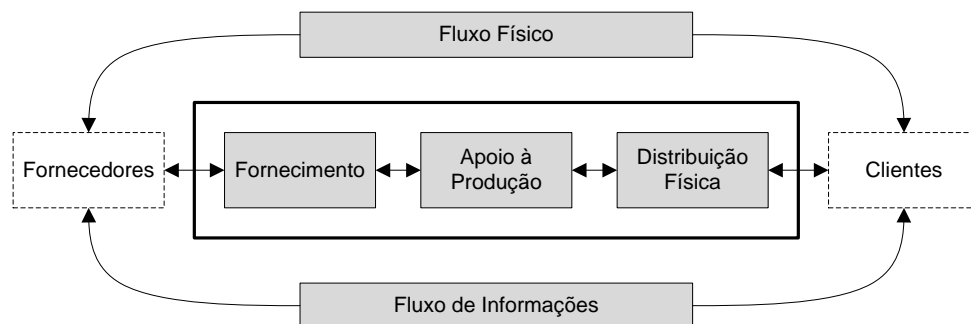 Fluxo Físico
Fornecedores
Fornecimento
Apoio à
Produção
Distribuição
Física
Clientes
Fluxo de Informações